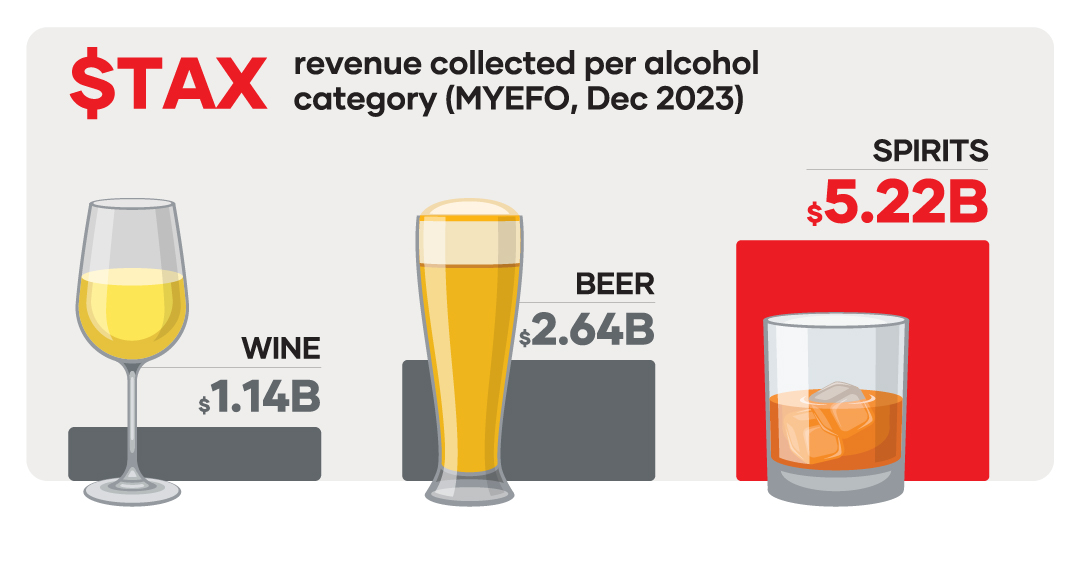 $TAX
revenue collected per alcohol
category (MYEFO, Dec 2023)
WINE
$1.14B
BEER
$2.64B
SPIRITS
$5.22B